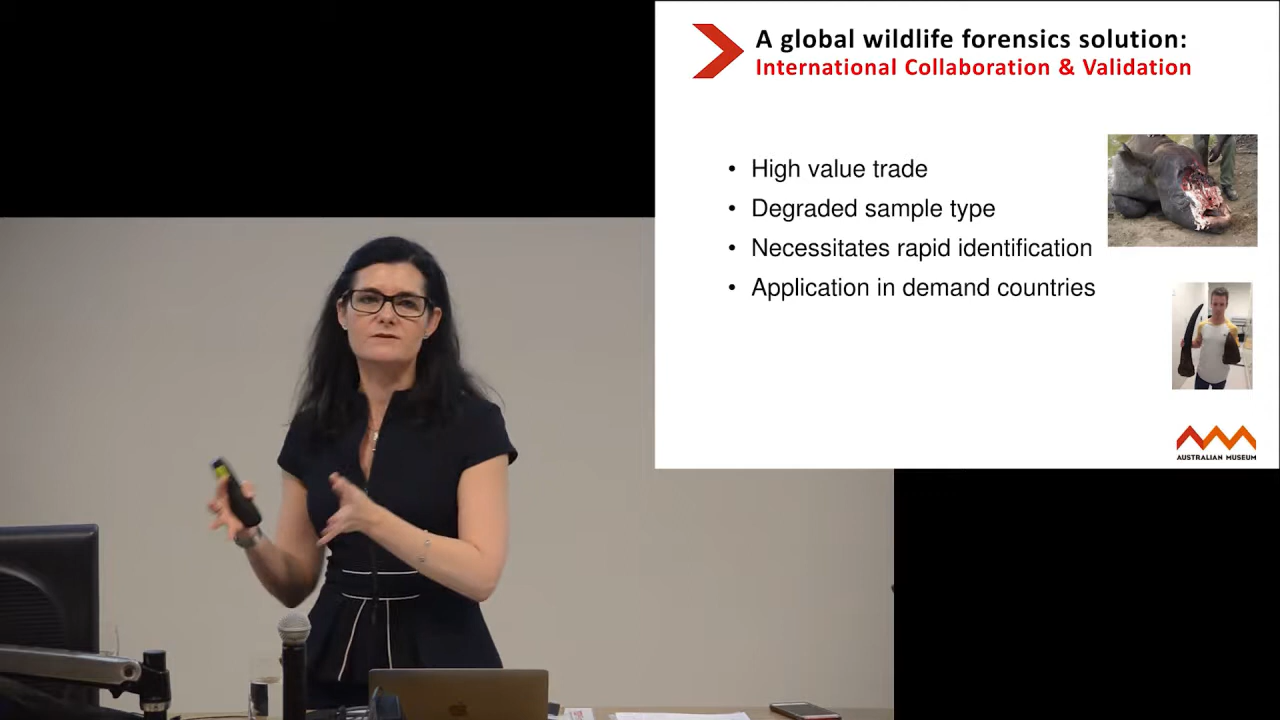 A global wildlife forensics solution:
International Collaboration & Validation
• High value trade
• Degraded sample type
• Necessitates rapid identification
• Application in demand countries
AUSTRALIAN MUSEUM